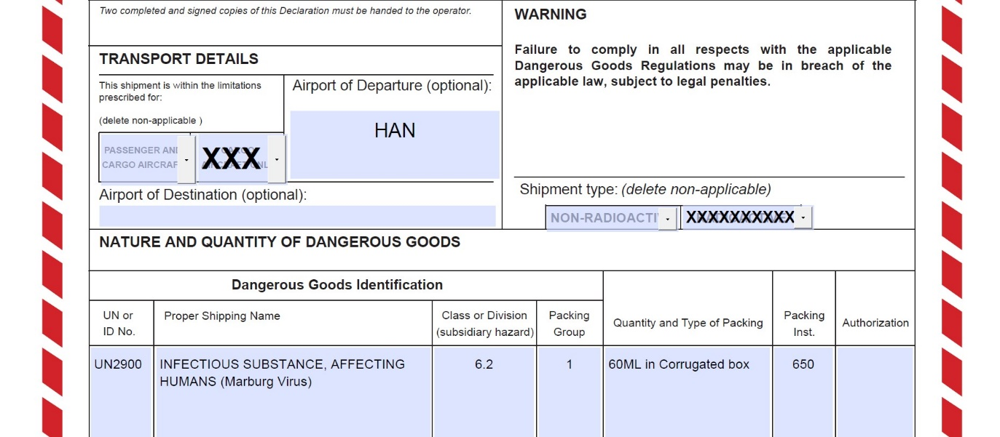 Two completed and signed copies of this Declaration must be handed to the operator.
WARNING
Failure to comply in all respects with the applicable
Dangerous Goods Regulations may be in breach of the
applicable law, subject to legal penalties.
TRANSPORT DETAILS
This shipment is within the limitations
prescribed for:
(delete non-applicable )
Airport of Departure (optional):
HAN
PASSENGER AN
CARGO AIRCRAF
XXX
Airport of Destination (optional):
Shipment type: (delete non-applicable)
NON-RADIOACTI
XXXXXXXXXX
NATURE AND QUANTITY OF DANGEROUS GOODS
Dangerous Goods Identification
UN or
ID No.
Proper Shipping Name
Class or Division
(subsidiary hazard)
Packing
Group
Quantity and Type of Packing
Packing
Inst.
Authorization
UN2900
INFECTIOUS SUBSTANCE, AFFECTING
HUMANS (Marburg Virus)
6.2
1
60ML in Corrugated box
650